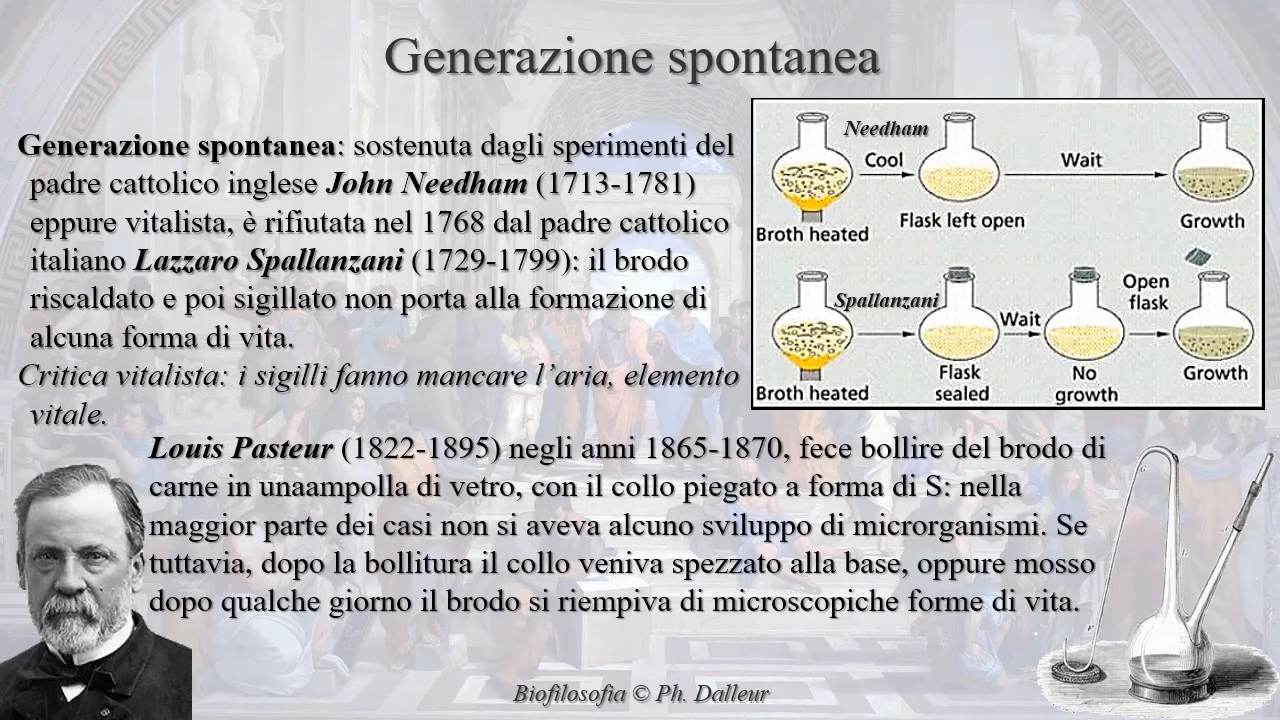 Generazione spontanea
Generazione spontanea: sostenuta dagli sperimenti del
padre cattolico inglese John Needham (1713-1781)
eppure vitalista, è rifiutata nel 1768 dal padre cattolico
italiano Lazzaro Spallanzani (1729-1799): il brodo
riscaldato e poi sigillato non porta alla formazione di
alcuna forma di vita.
Critica vitalista: i sigilli fanno mancare l’aria, elemento
vitale.
Needham
Cool
Wait
Broth heated
Flask left open
Growth
Spallanzani
Wait
Open
flask
Broth heated
Flask
sealed
No
growth
Growth
Louis Pasteur (1822-1895) negli anni 1865-1870, fece bollire del brodo di
carne in unaampolla di vetro, con il collo piegato a forma di S: nella
maggior parte dei casi non si aveva alcuno sviluppo di microrganismi. Se
tuttavia, dopo la bollitura il collo veniva spezzato alla base, oppure mosso
dopo qualche giorno il brodo si riempiva di microscopiche forme di vita.
Biofilosofia © Ph. Dalleur